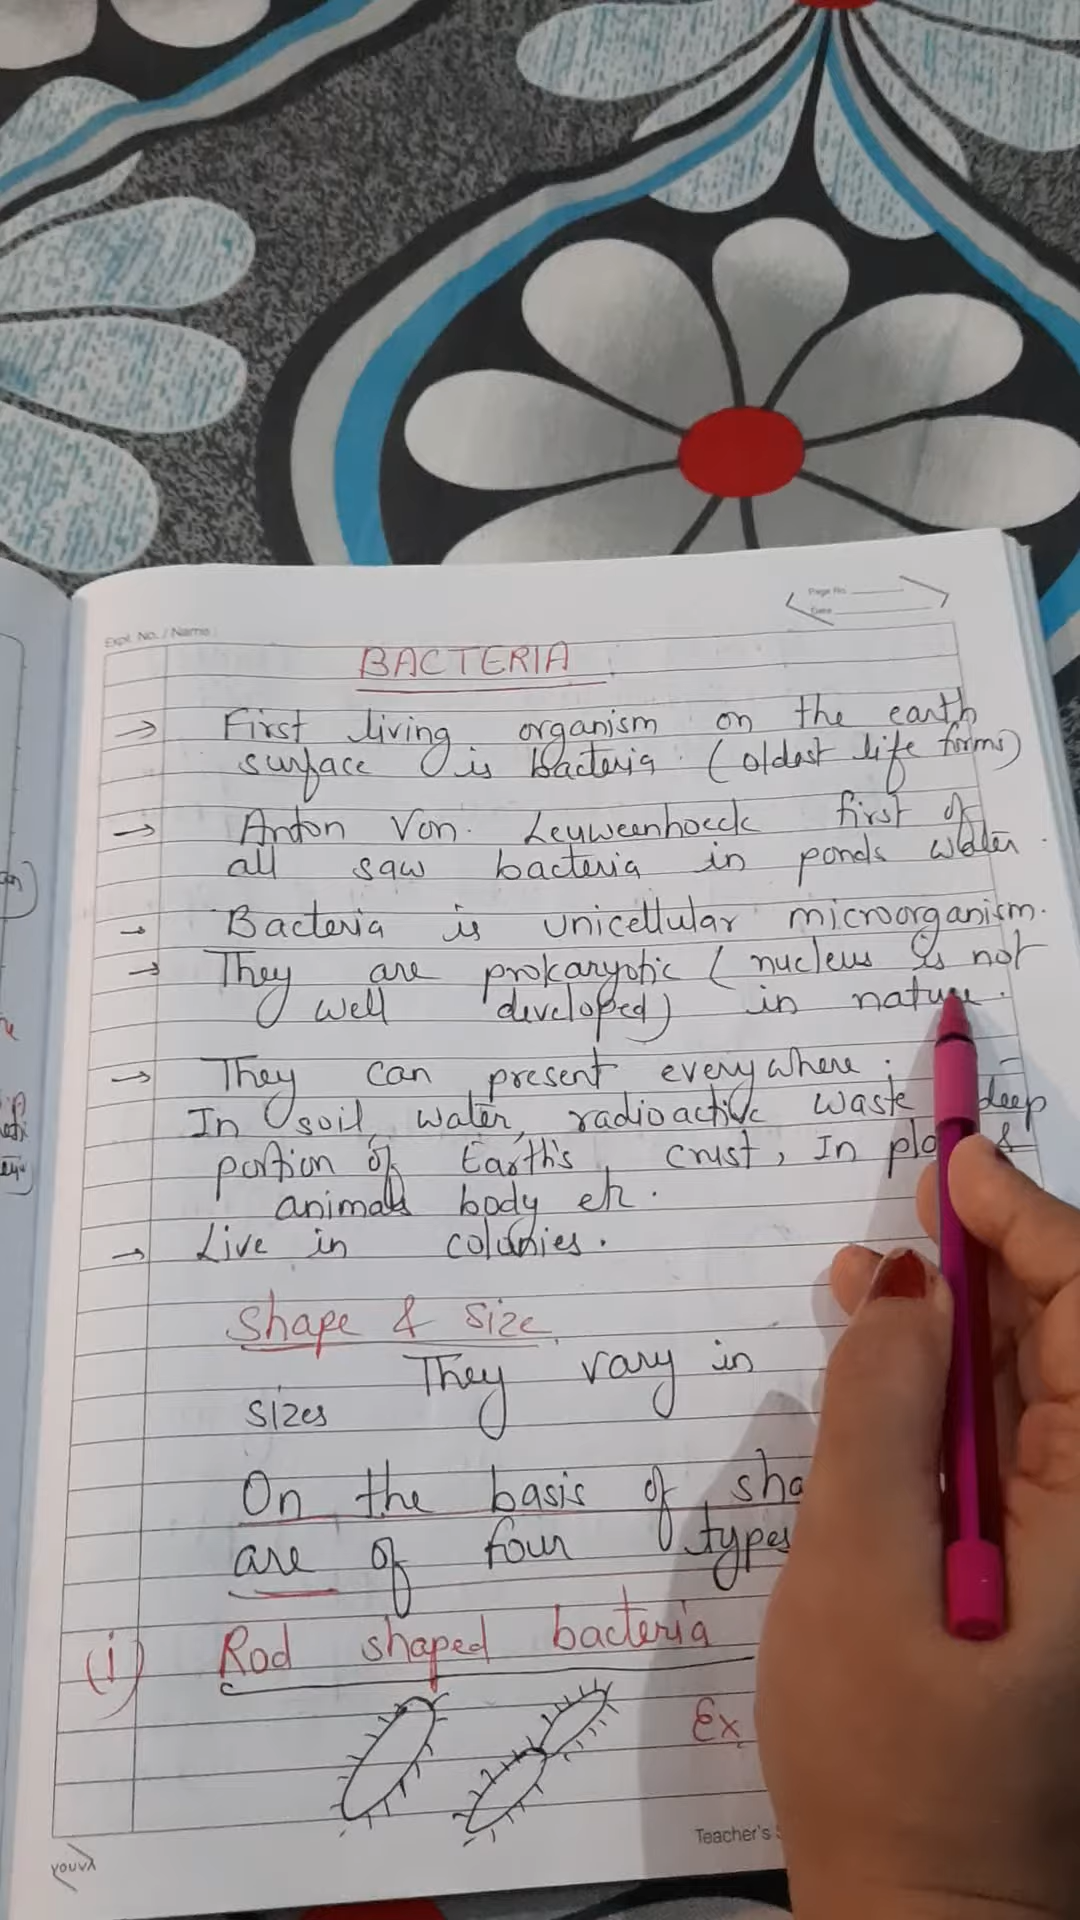 Page No.
Date
Expt. No. / Name :
BACTERIA
→ First living organism on the earth
surface is bacteria. (oldest life forms)
→ Anton Von. Leuweenhoeck first of
all saw bacteria in ponds water.
→ Bacteria is unicellular microorganism.
→ They are prokaryotic (nucleus is not
well developed) in nature.
→ They can present everywhere : -
In soil, water, radioactive waste deep
portion of Earth's, crust, In pla &
animals body etc.
→ Live in colonies.
Shape & Size
They vary in
sizes
On the basis of sha
are of four types
(i) Rod shaped bacteria
Ex.
Teacher's S
youva